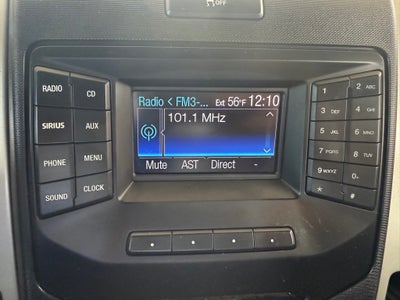 OFF
RADIO
CD
SIRIUS
AUX
PHONE
MENU
SOUND
CLOCK
Radio < FM3-... Ext 56°F 12:10
101.1 MHz
Mute AST Direct -
1
2 ABC
3 DEF
4 GHI
5 JKL
6 MNO
7 PQRS
8 TUV
9 WXYZ
0
*
#